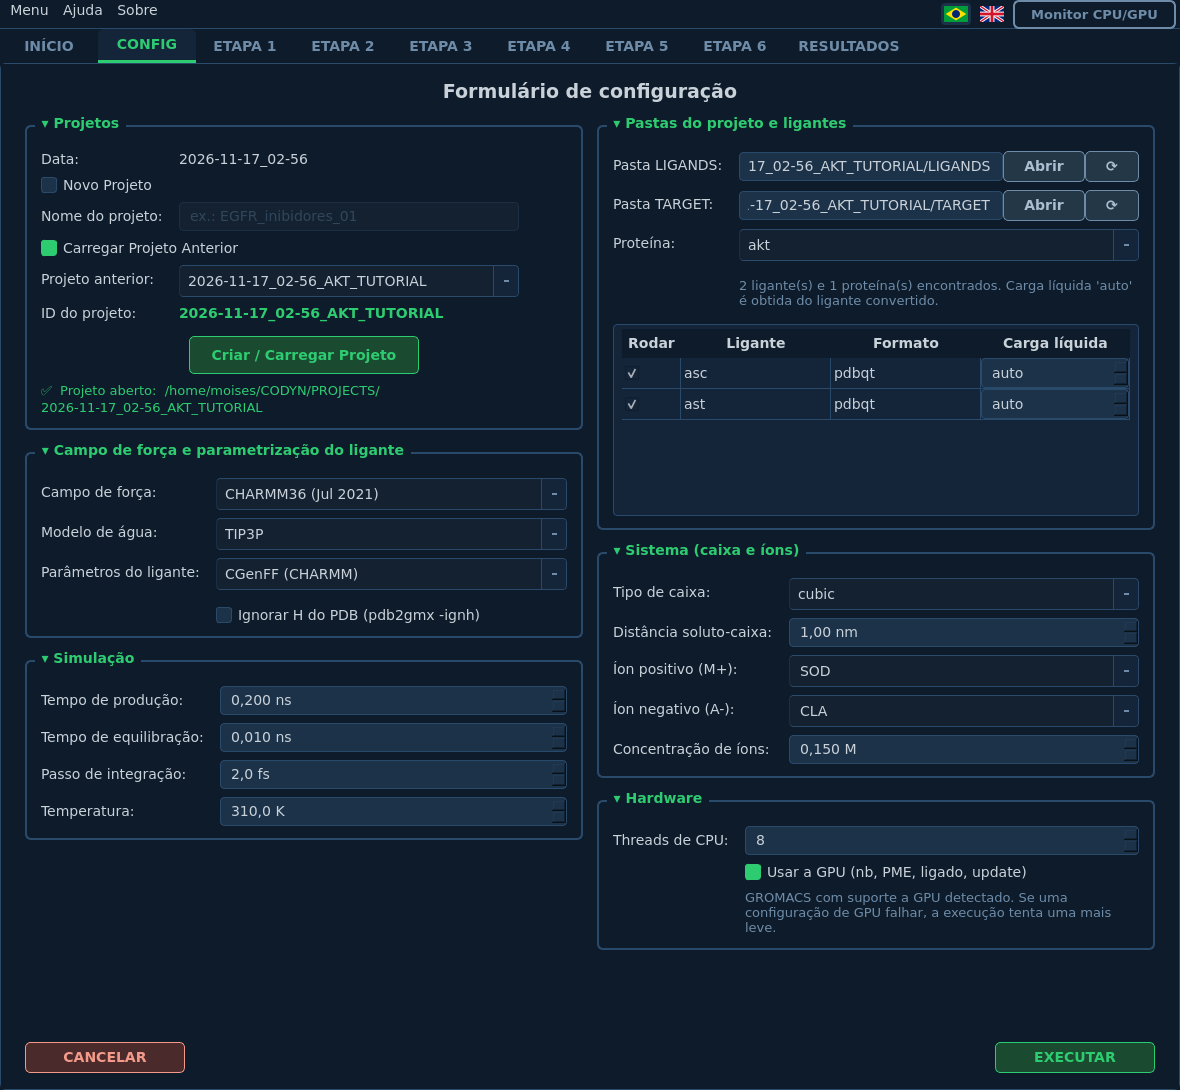 Menu Ajuda Sobre
Monitor CPU/GPU
INÍCIO CONFIG ETAPA 1 ETAPA 2 ETAPA 3 ETAPA 4 ETAPA 5 ETAPA 6 RESULTADOS
Formulário de configuração
▾ Projetos
Data: 2026-11-17_02-56
Novo Projeto
Nome do projeto: ex.: EGFR_inibidores_01
Carregar Projeto Anterior
Projeto anterior: 2026-11-17_02-56_AKT_TUTORIAL
ID do projeto: 2026-11-17_02-56_AKT_TUTORIAL
Criar / Carregar Projeto
✅ Projeto aberto: /home/moises/CODYN/PROJECTS/
2026-11-17_02-56_AKT_TUTORIAL
▾ Campo de força e parametrização do ligante
Campo de força: CHARMM36 (Jul 2021)
Modelo de água: TIP3P
Parâmetros do ligante: CGenFF (CHARMM)
Ignorar H do PDB (pdb2gmx -ignh)
▾ Simulação
Tempo de produção: 0,200 ns
Tempo de equilibração: 0,010 ns
Passo de integração: 2,0 fs
Temperatura: 310,0 K
▾ Pastas do projeto e ligantes
Pasta LIGANDS: 17_02-56_AKT_TUTORIAL/LIGANDS Abrir ⟳
Pasta TARGET: -17_02-56_AKT_TUTORIAL/TARGET Abrir ⟳
Proteína: akt
2 ligante(s) e 1 proteína(s) encontrados. Carga líquida 'auto'
é obtida do ligante convertido.
Rodar Ligante Formato Carga líquida
✓ asc pdbqt auto
✓ ast pdbqt auto
▾ Sistema (caixa e íons)
Tipo de caixa: cubic
Distância soluto-caixa: 1,00 nm
Íon positivo (M+): SOD
Íon negativo (A-): CLA
Concentração de íons: 0,150 M
▾ Hardware
Threads de CPU: 8
Usar a GPU (nb, PME, ligado, update)
GROMACS com suporte a GPU detectado. Se uma
configuração de GPU falhar, a execução tenta uma mais
leve.
CANCELAR
EXECUTAR